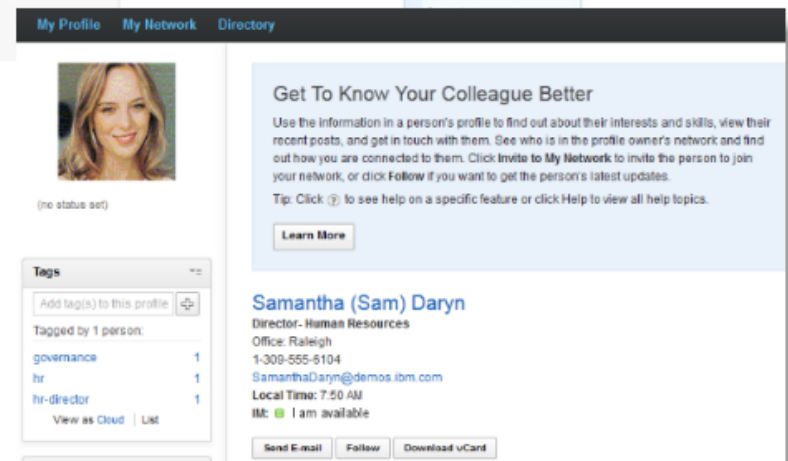 My Profile My Network Directory
(no status set)
Tags
Add tag(s) to this profile
Tagged by 1 person:
governance 1
hr 1
hr-director 1
View as Cloud | List
Get To Know Your Colleague Better
Use the information in a person's profile to find out about their interests and skills, view their
recent posts, and get in touch with them. See who is in the profile owner's network and find
out how you are connected to them. Click Invite to My Network to invite the person to join
your network, or click Follow if you want to get the person's latest updates.
Tip: Click ? to see help on a specific feature or click Help to view all help topics.
Learn More
Samantha (Sam) Daryn
Director- Human Resources
Office: Raleigh
1-309-555-6104
SamanthaDaryn@demos.ibm.com
Local Time: 7:50 AM
IM: I am available
Send E-mail Follow Download vCard